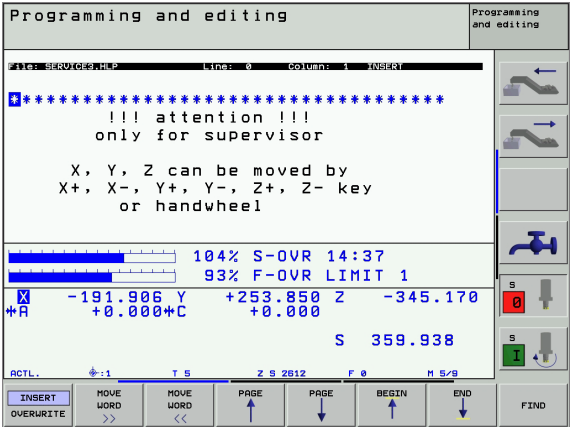 Programming and editing
Programming
and editing
File: SERVICE3.HLP Line: 0 Column: 1 INSERT
************************************
!!! attention !!!
only for supervisor
X, Y, Z can be moved by
X+, X-, Y+, Y-, Z+, Z- key
or handwheel
104% S-OVR 14:37
93% F-OVR LIMIT 1
X -191.906 Y +253.850 Z -345.170
A +0.000 C +0.000
S 359.938
ACTL. :1 T 5 Z S 2612 F 0 M 5/9
S
0
S
I
INSERT
OVERWRITE
MOVE
WORD
>>
MOVE
WORD
<<
PAGE
PAGE
BEGIN
END
FIND